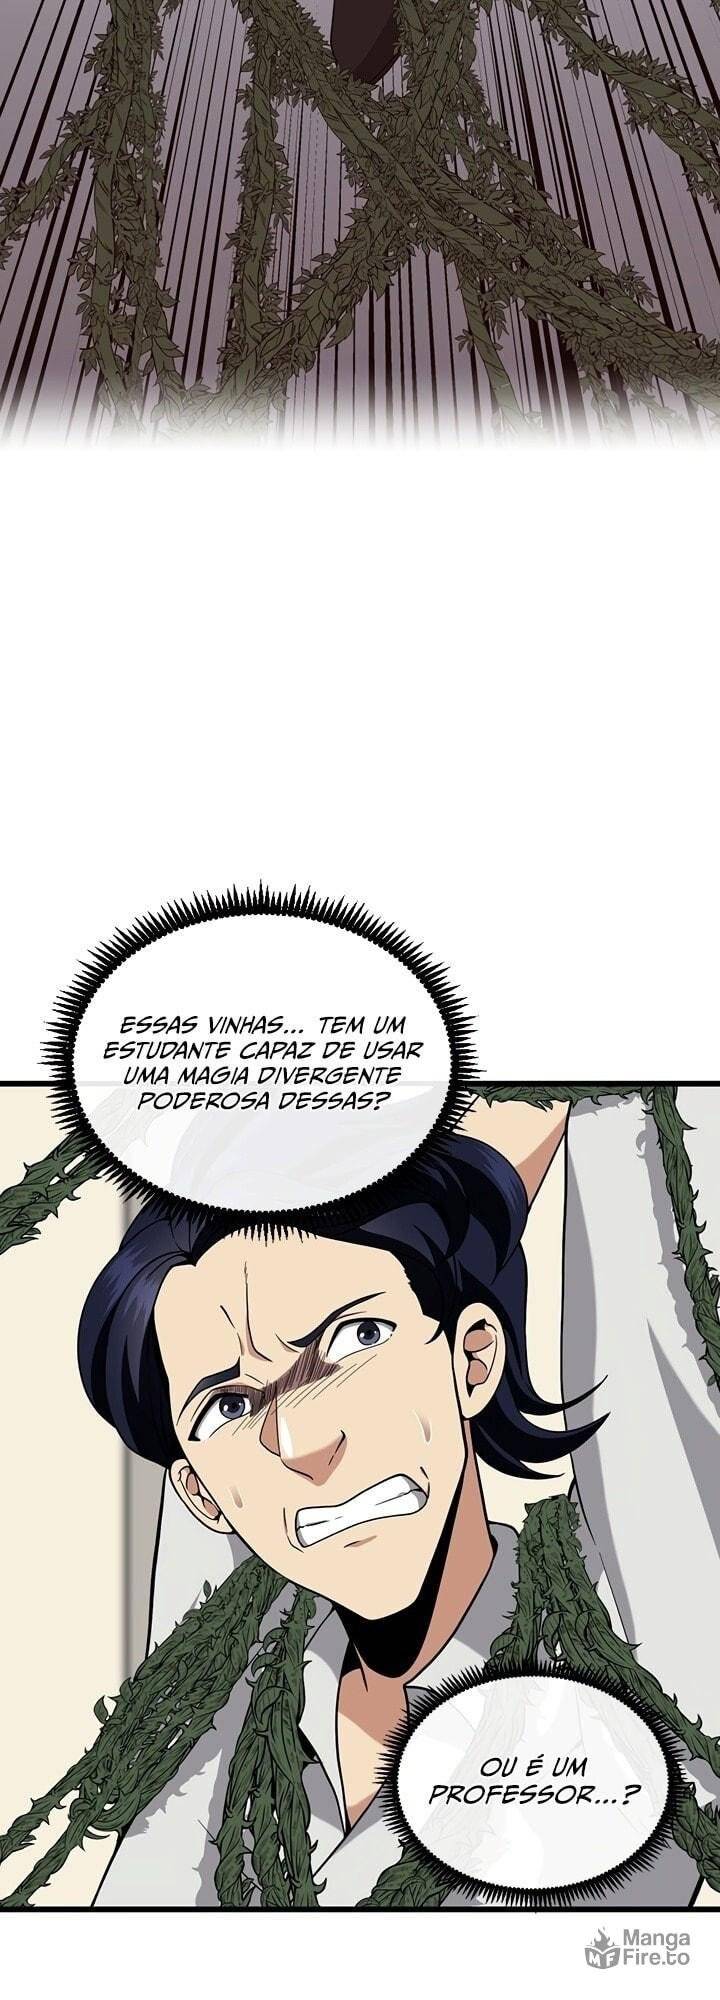 ESSAS VINHAS... TEM UM
ESTUDANTE CAPAZ DE USAR
UMA MAGIA DIVERGENTE
PODEROSA DESSAS?
OU É UM
PROFESSOR...?
Manga
MF Fire.to